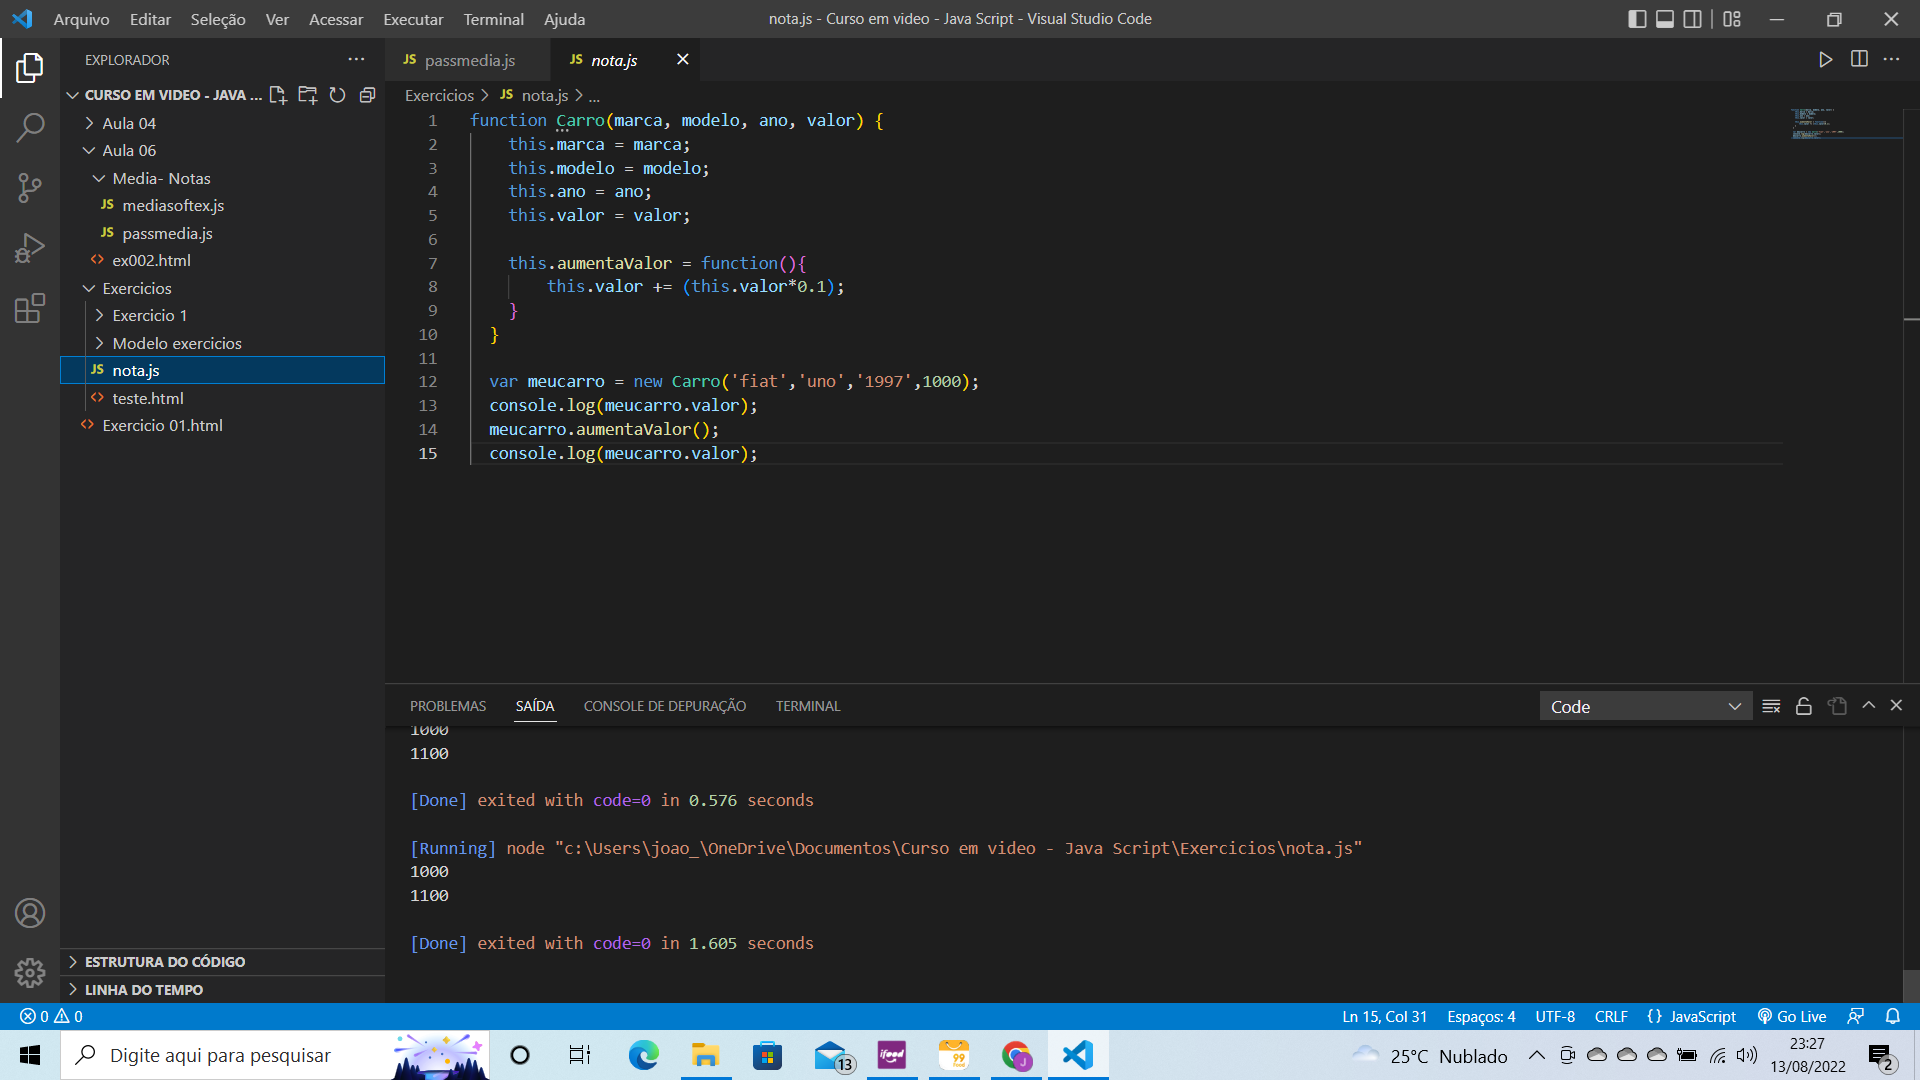 Arquivo Editar Seleção Ver Acessar Executar Terminal Ajuda
nota.js - Curso em video - Java Script - Visual Studio Code
EXPLORADOR
CURSO EM VIDEO - JAVA ...
Aula 04
Aula 06
Media- Notas
JS mediasoftex.js
JS passmedia.js
<> ex002.html
Exercicios
Exercicio 1
Modelo exercicios
JS nota.js
<> teste.html
<> Exercicio 01.html
ESTRUTURA DO CÓDIGO
LINHA DO TEMPO
JS passmedia.js
JS nota.js
Exercicios > JS nota.js > ...
1 function Carro(marca, modelo, ano, valor) {
2 this.marca = marca;
3 this.modelo = modelo;
4 this.ano = ano;
5 this.valor = valor;
6
7 this.aumentaValor = function(){
8 this.valor += (this.valor*0.1);
9 }
10 }
11
12 var meucarro = new Carro('fiat','uno','1997',1000);
13 console.log(meucarro.valor);
14 meucarro.aumentaValor();
15 console.log(meucarro.valor);
PROBLEMAS SAÍDA CONSOLE DE DEPURAÇÃO TERMINAL
Code
1000
1100
[Done] exited with code=0 in 0.576 seconds
[Running] node "c:\Users\joao_\OneDrive\Documentos\Curso em video - Java Script\Exercicios\nota.js"
1000
1100
[Done] exited with code=0 in 1.605 seconds
0 0
Ln 15, Col 31 Espaços: 4 UTF-8 CRLF {} JavaScript Go Live
Digite aqui para pesquisar
13
ifood
99
Food
J
25°C Nublado
23:27
13/08/2022
2